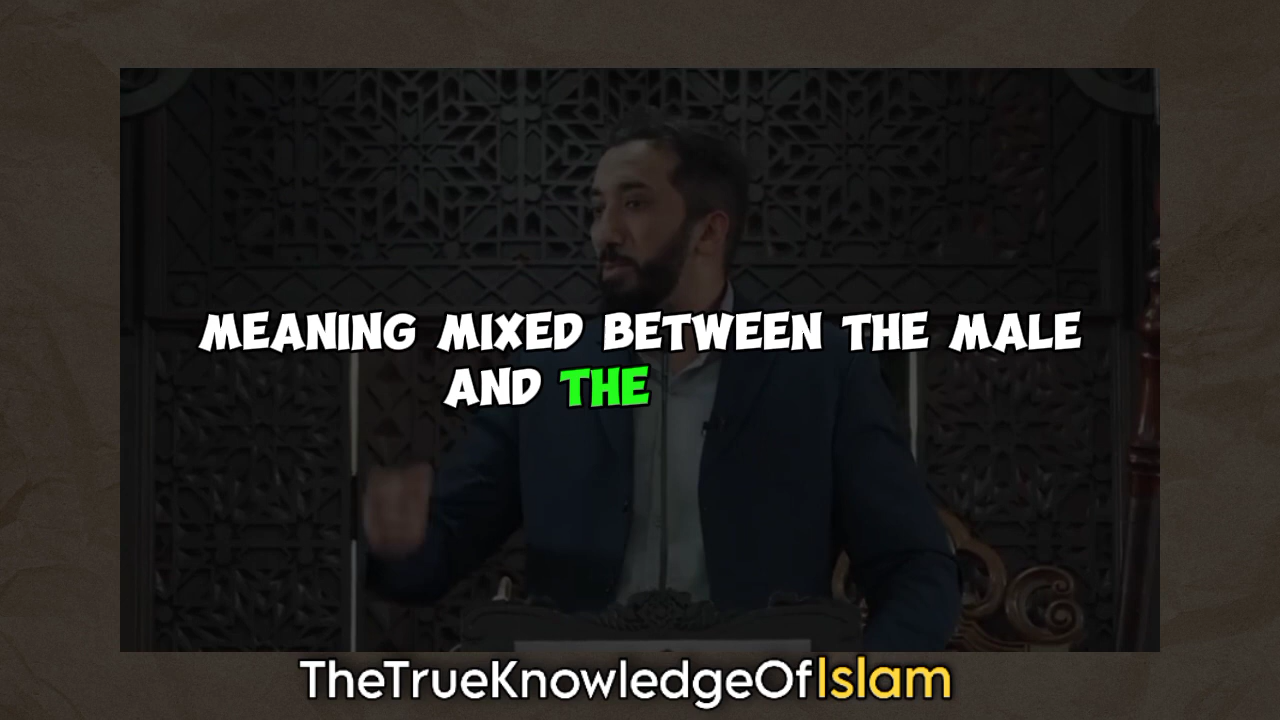 MEANING MIXED BETWEEN THE MALE
AND THE
TheTrueKnowledgeOfIslam